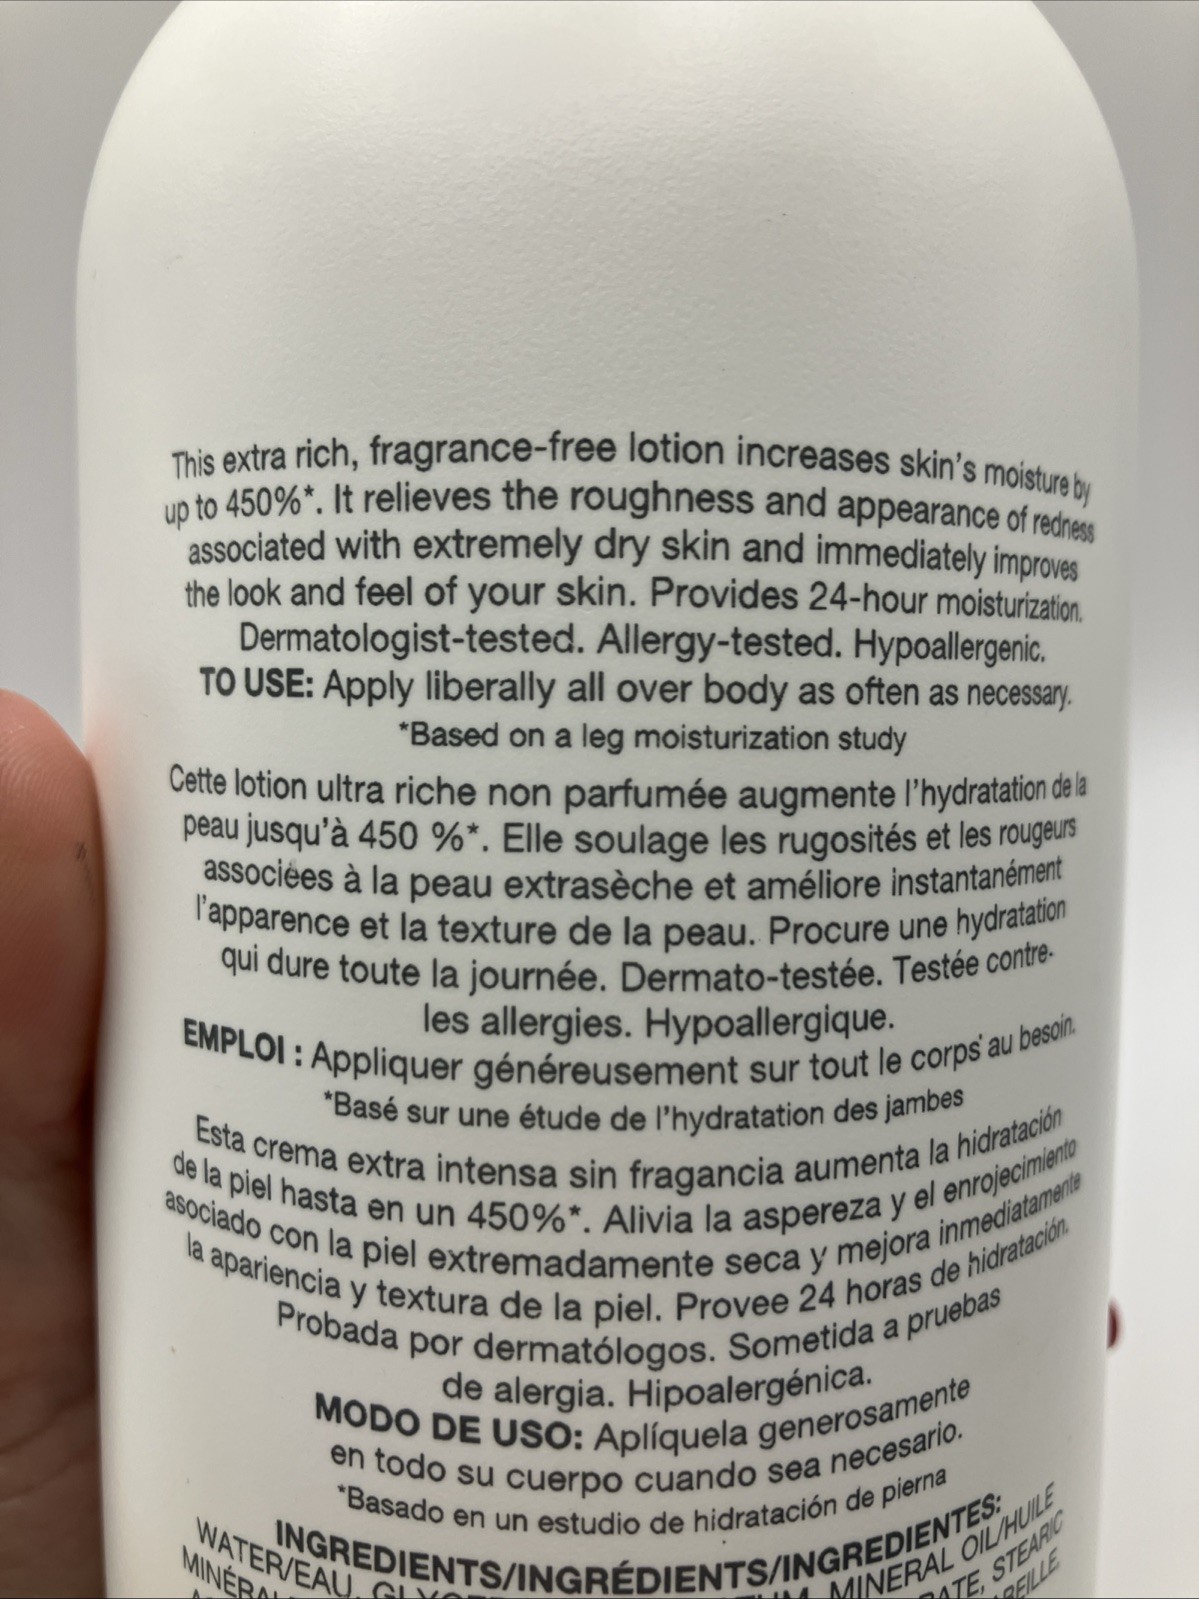 This extra rich, fragrance-free lotion increases skin's moisture by
up to 450%*. It relieves the roughness and appearance of redness
associated with extremely dry skin and immediately improves
the look and feel of your skin. Provides 24-hour moisturization.
Dermatologist-tested. Allergy-tested. Hypoallergenic.
TO USE: Apply liberally all over body as often as necessary.
*Based on a leg moisturization study
Cette lotion ultra riche non parfumée augmente l'hydratation de la
peau jusqu'à 450 %*. Elle soulage les rugosités et les rougeurs
associées à la peau extrasèche et améliore instantanément
l'apparence et la texture de la peau. Procure une hydratation
qui dure toute la journée. Dermato-testée. Testée contre-
les allergies. Hypoallergique.
EMPLOI : Appliquer généreusement sur tout le corps au besoin.
*Basé sur une étude de l'hydratation des jambes
Esta crema extra intensa sin fragancia aumenta la hidratación
de la piel hasta en un 450%*. Alivia la aspereza y el enrojecimiento
asociado con la piel extremadamente seca y mejora inmediatamente
la apariencia y textura de la piel. Provee 24 horas de hidratación.
Probada por dermatólogos. Sometida a pruebas
de alergia. Hipoalergénica.
MODO DE USO: Aplíquela generosamente
en todo su cuerpo cuando sea necesario.
*Basado en un estudio de hidratación de pierna
INGREDIENTS/INGRÉDIENTS/INGREDIENTES:
WATER/EAU, MINERAL OIL/HUILE
STEARIC